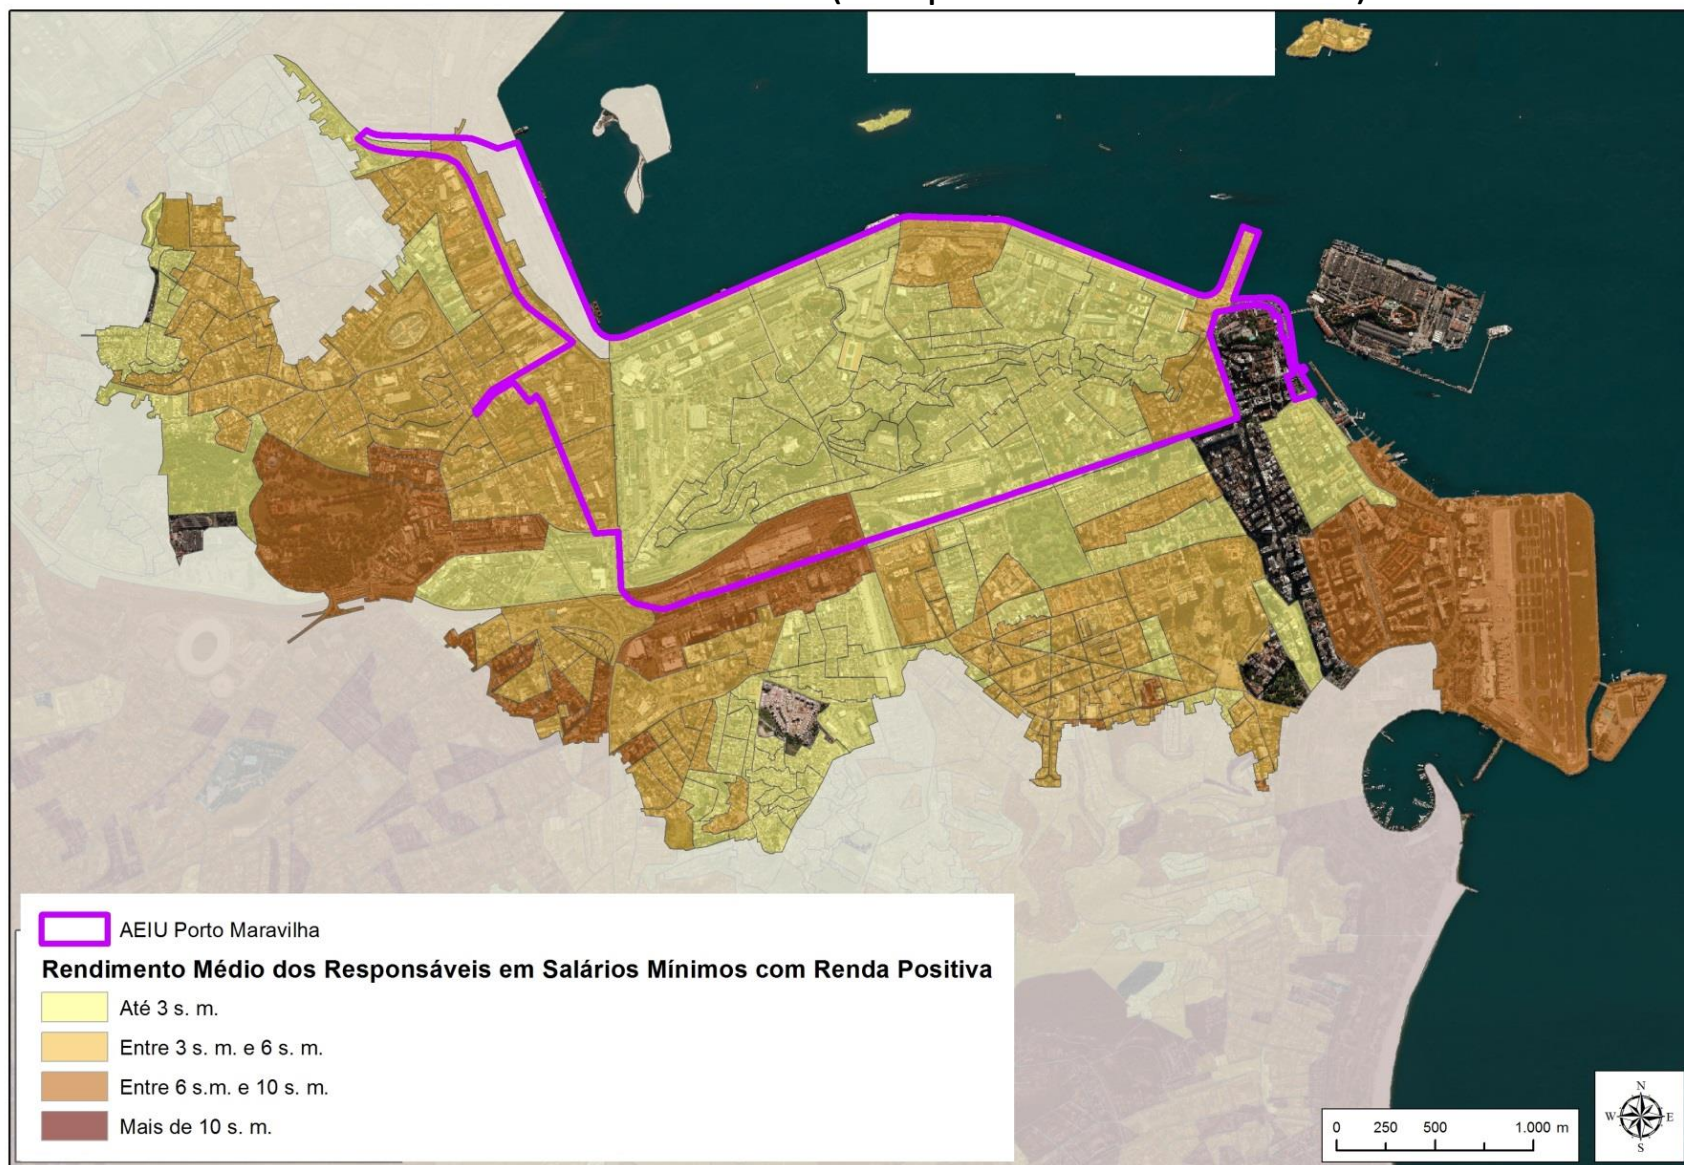 AEIU Porto Maravilha
Rendimento Médio dos Responsáveis em Salários Mínimos com Renda Positiva
Até 3 s. m.
Entre 3 s. m. e 6 s. m.
Entre 6 s.m. e 10 s. m.
Mais de 10 s. m.
0 250 500 1.000 m
N
W E
S